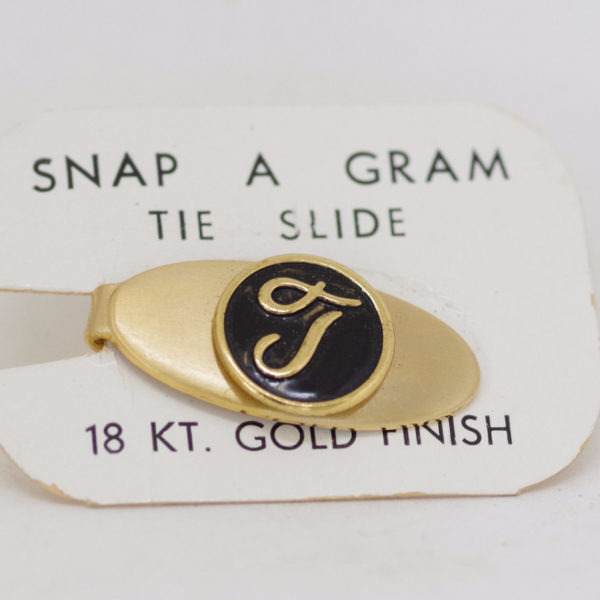 SNAP A GRAM
TIE SLIDE
18 KT. GOLD FINISH